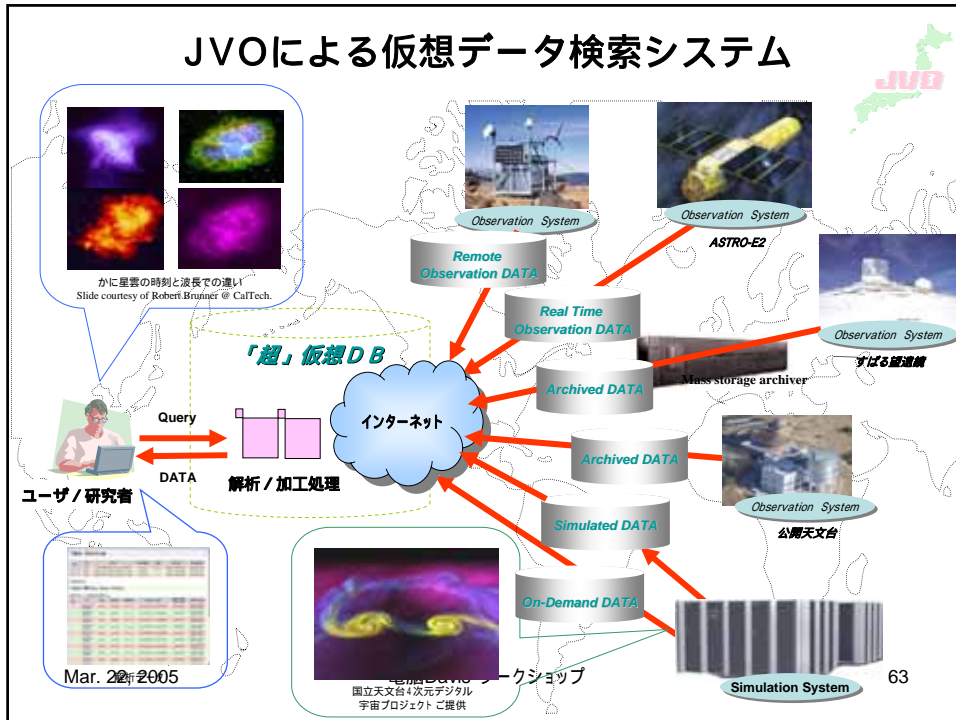 JVOによる仮想データ検索システム
JVO
かに星雲の時刻と波長での違い
Slide courtesy of Robert Brunner @ CalTech.
Observation System
Observation System
ASTRO-E2
Remote
Observation DATA
Real Time
Observation DATA
Observation System
すばる望遠鏡
「超」仮想DB
Mass storage archiver
Archived DATA
インターネット
Query
DATA
解析/加工処理
ユーザ/研究者
Archived DATA
Observation System
公開天文台
Simulated DATA
On-Demand DATA
Simulation System
国立天文台4次元デジタル
宇宙プロジェクトご提供
Mar. 22, 2005
ワークショップ
63